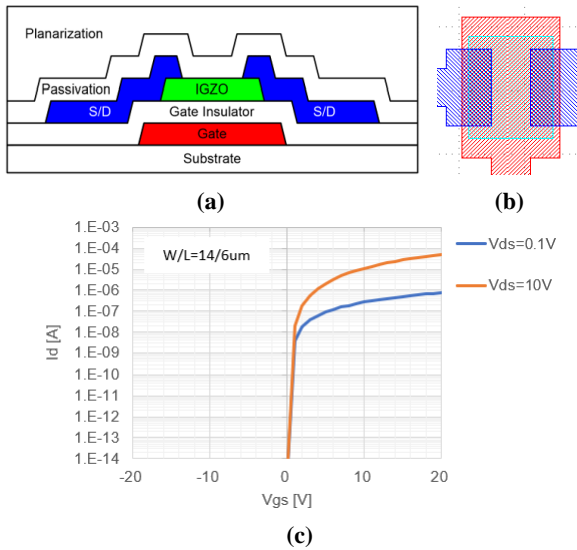 Planarization
Passivation
IGZO
S/D
Gate Insulator
S/D
Gate
Substrate
(a)
(b)
1.E-03
1.E-04
1.E-05
1.E-06
1.E-07
1.E-08
1.E-09
1.E-10
1.E-11
1.E-12
1.E-13
1.E-14
Id [A]
W/L=14/6um
Vds=0.1V
Vds=10V
-20
-10
0
10
20
Vgs [V]
(c)